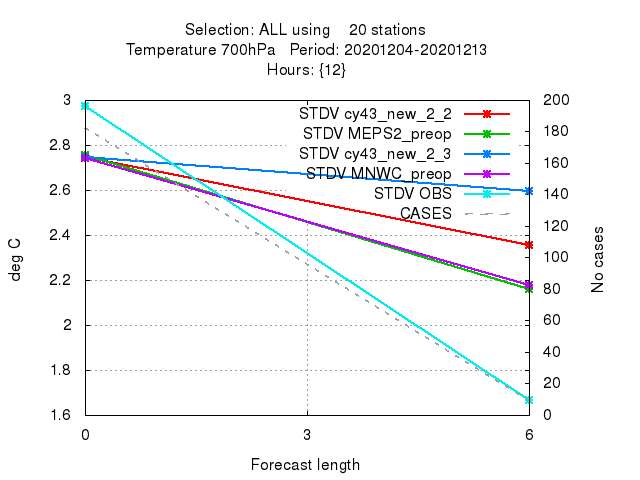 Selection: ALL using 20 stations
Temperature 700hPa Period: 20201204-20201213
Hours: {12}
STDV cy43_new_2_2
STDV MEPS2_preop
STDV cy43_new_2_3
STDV MNWC_preop
STDV OBS
CASES
deg C
3
2.8
2.6
2.4
2.2
2
1.8
1.6
No cases
200
180
160
140
120
100
80
60
40
20
0
0 3 6
Forecast length